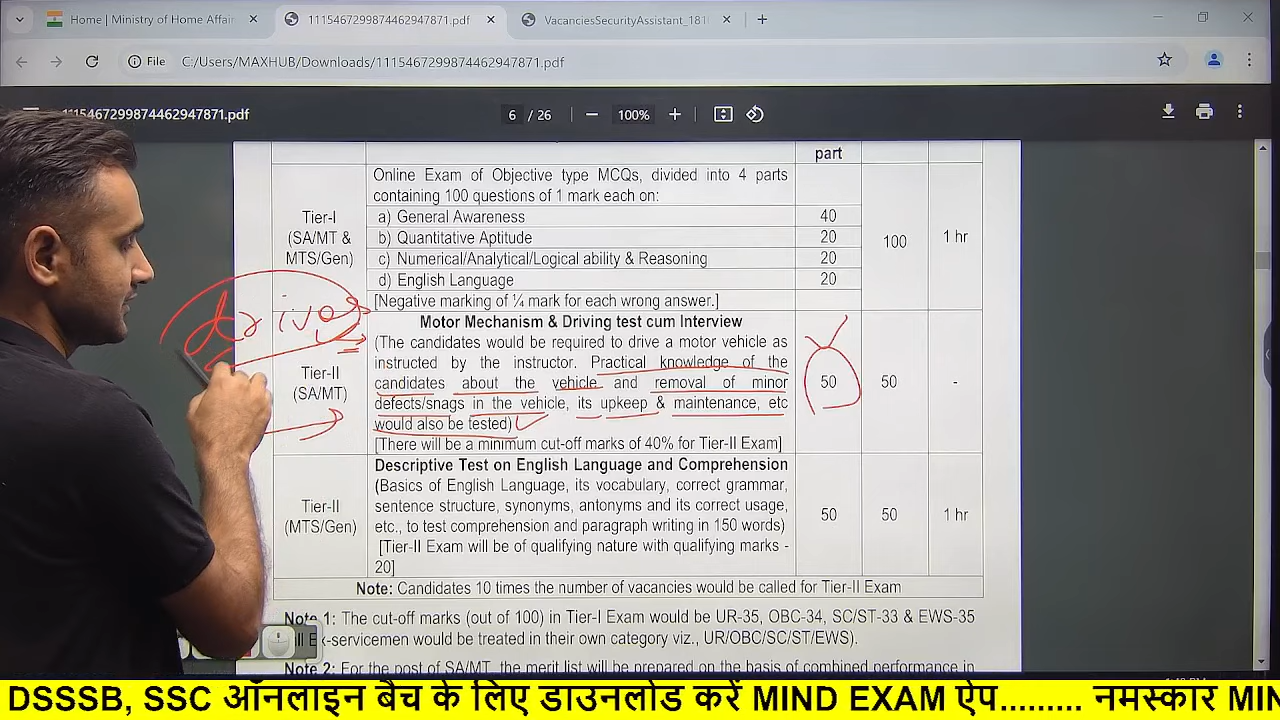 Home | Ministry of Home Affair
1115467299874462947871.pdf
VacanciesSecurityAssistant_181
File
C:/Users/MAXHUB/Downloads/1115467299874462947871.pdf
1115467299874462947871.pdf
6 / 26
100%
part
Tier-I
(SA/MT &
MTS/Gen)
Online Exam of Objective type MCQs, divided into 4 parts
containing 100 questions of 1 mark each on:
a) General Awareness 40
b) Quantitative Aptitude 20
c) Numerical/Analytical/Logical ability & Reasoning 20
d) English Language 20
[Negative marking of ¼ mark for each wrong answer.]
100
1 hr
driver
Tier-II
(SA/MT)
Motor Mechanism & Driving test cum Interview
(The candidates would be required to drive a motor vehicle as
instructed by the instructor. Practical knowledge of the
candidates about the vehicle and removal of minor
defects/snags in the vehicle, its upkeep & maintenance, etc
would also be tested)
[There will be a minimum cut-off marks of 40% for Tier-II Exam]
50
50
-
Tier-II
(MTS/Gen)
Descriptive Test on English Language and Comprehension
(Basics of English Language, its vocabulary, correct grammar,
sentence structure, synonyms, antonyms and its correct usage,
etc., to test comprehension and paragraph writing in 150 words)
[Tier-II Exam will be of qualifying nature with qualifying marks -
20]
50
50
1 hr
Note: Candidates 10 times the number of vacancies would be called for Tier-II Exam
Note 1: The cut-off marks (out of 100) in Tier-I Exam would be UR-35, OBC-34, SC/ST-33 & EWS-35
Ex-servicemen would be treated in their own category viz., UR/OBC/SC/ST/EWS).
Note 2: For the post of SA/MT, the merit list will be prepared on the basis of combined performance in
DSSSB, SSC ऑनलाइन बैच के लिए डाउनलोड करें MIND EXAM ऐप......... नमस्कार MIN